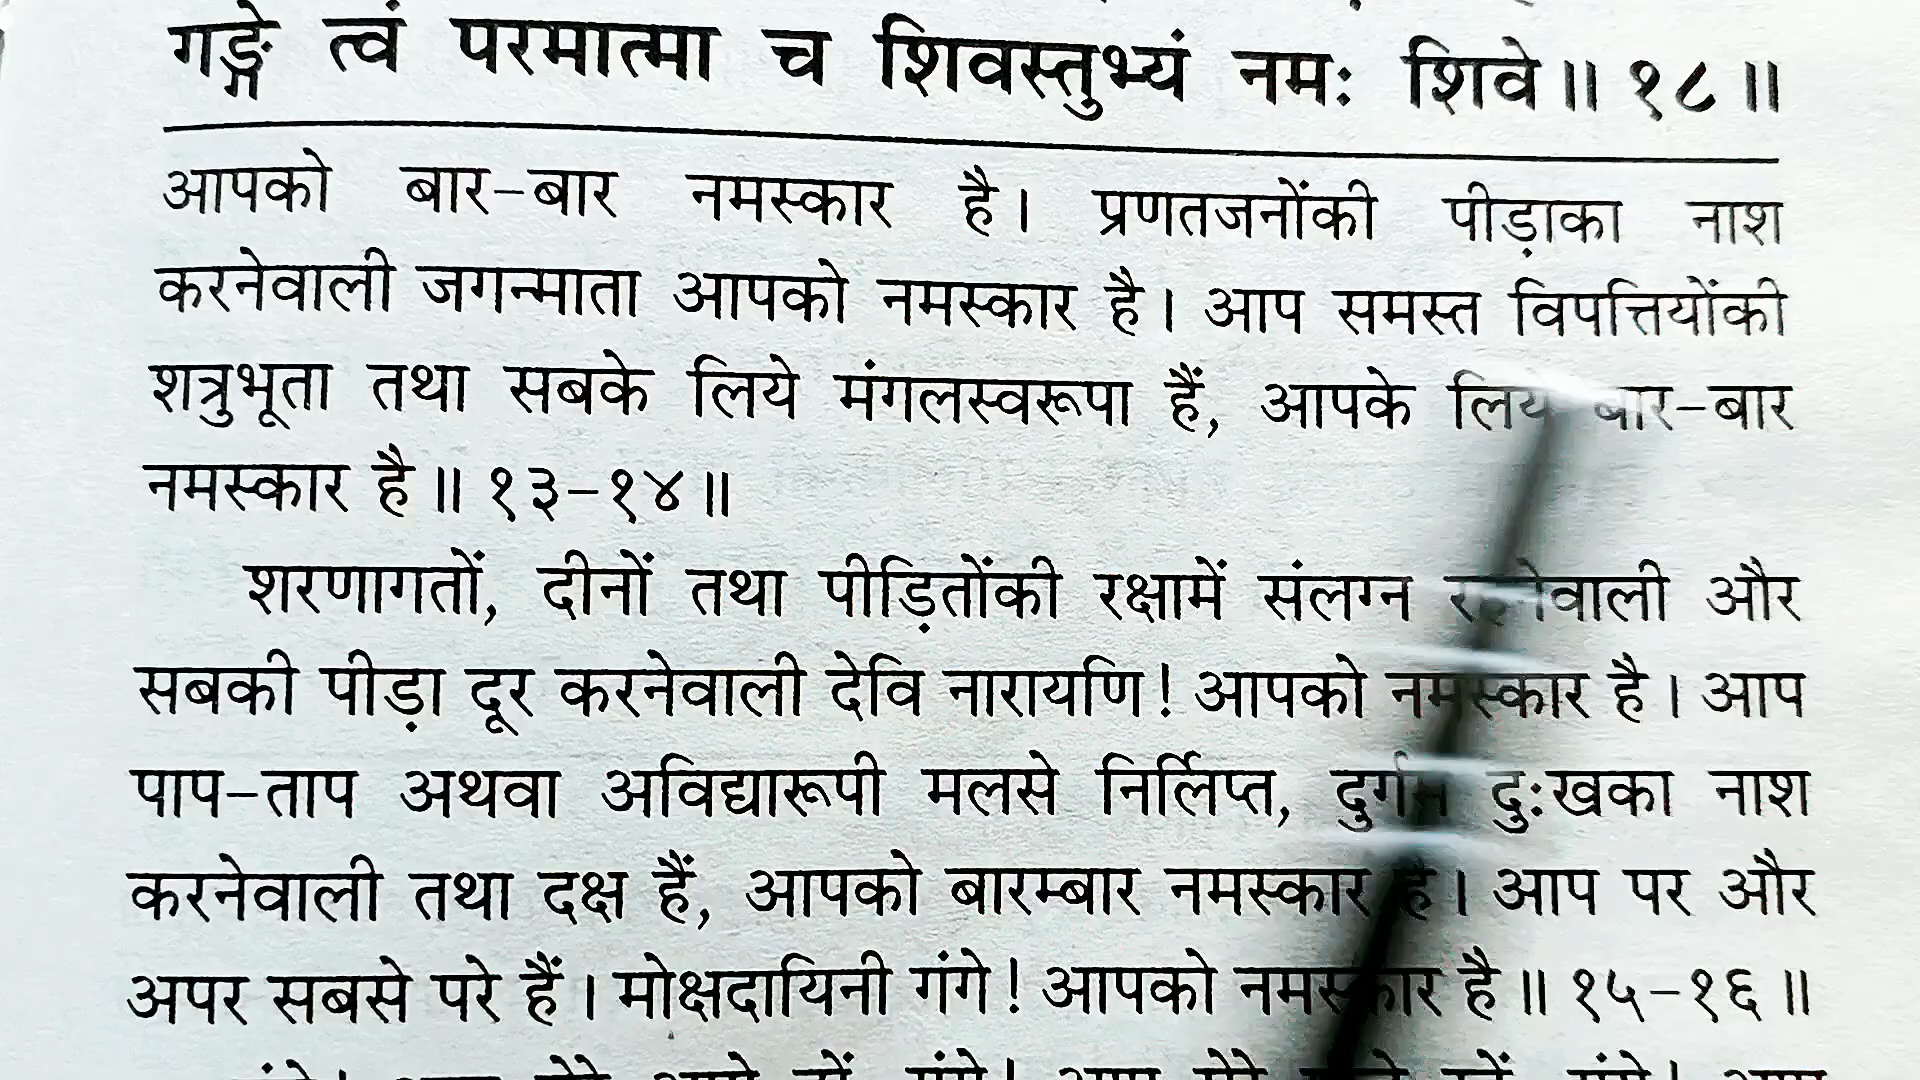 गङ्गे त्वं परमात्मा च शिवस्तुभ्यं नमः शिवे॥ १८॥
आपको बार-बार नमस्कार है। प्रणतजनोंकी पीड़ाका नाश
करनेवाली जगन्माता आपको नमस्कार है। आप समस्त विपत्तियोंकी
शत्रुभूता तथा सबके लिये मंगलस्वरूपा हैं, आपके लिये बार-बार
नमस्कार है॥ १३-१४॥
शरणागतों, दीनों तथा पीड़ितोंकी रक्षामें संलग्न और
सबकी पीड़ा दूर करनेवाली देवि नारायणि! आपको नमस्कार है। आप
पाप-ताप अथवा अविद्यारूपी मलसे निर्लिप्त, दुर्गम दुःखका नाश
करनेवाली तथा दक्ष हैं, आपको बारम्बार नमस्कार है। आप पर और
अपर सबसे परे हैं। मोक्षदायिनी गंगे! आपको नमस्कार है॥ १५-१६॥